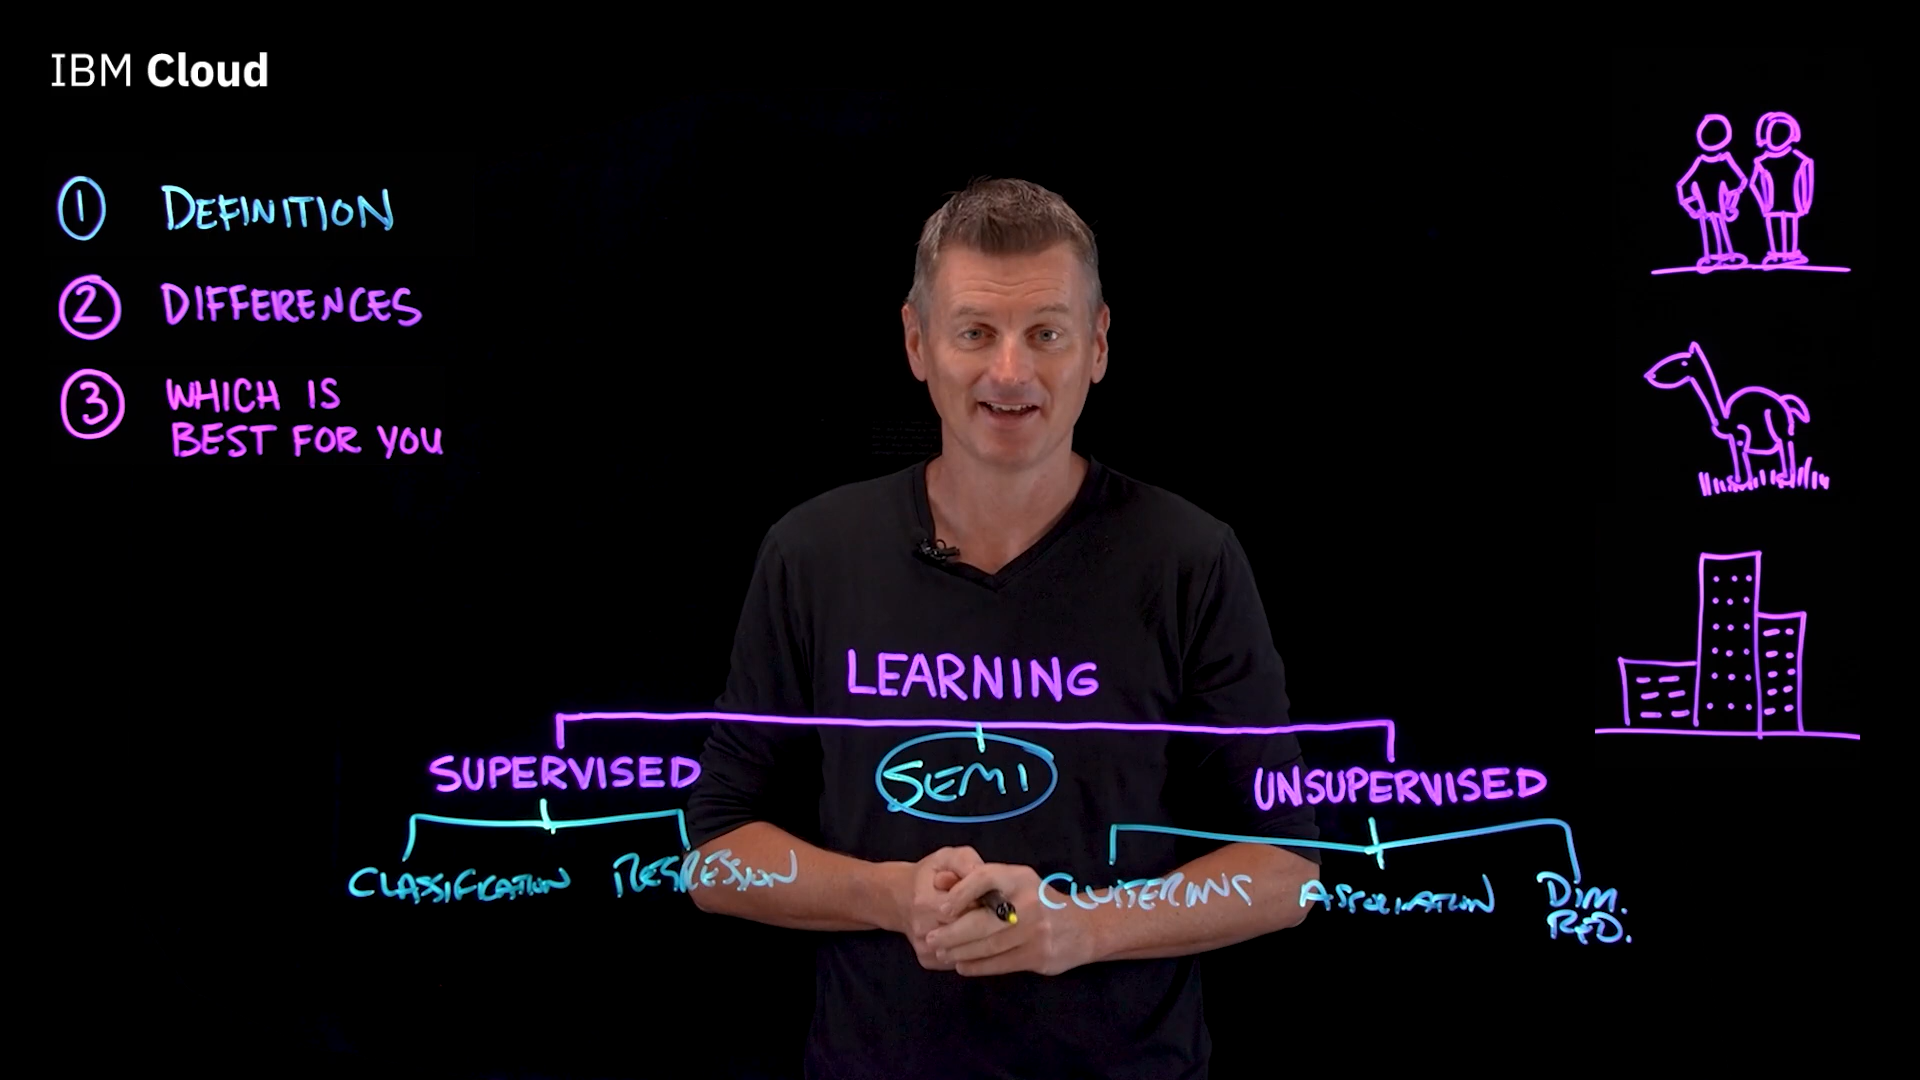 IBM Cloud
1 DEFINITION
2 DIFFERENCES
3 WHICH IS
BEST FOR YOU
LEARNING
SUPERVISED
SEMI
UNSUPERVISED
CLASSIFICATION
REGRESSION
CLUSTERING
ASSOCIATION
DIM.
RED.